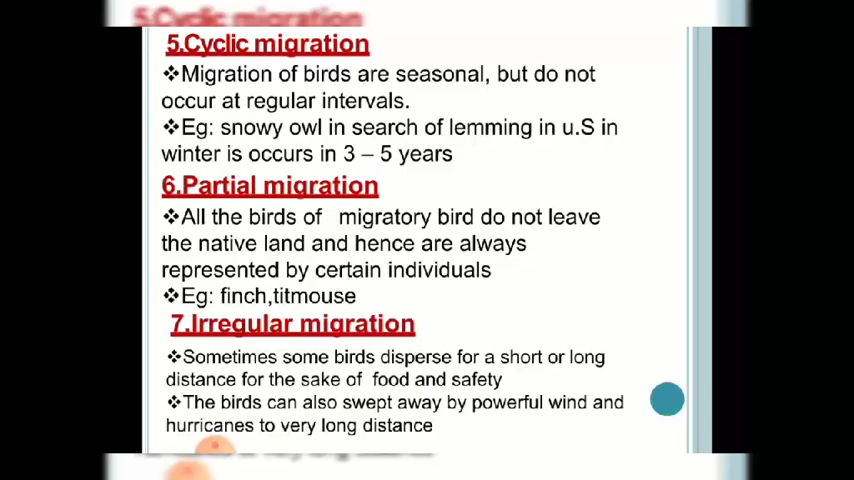 5.Cyclic migration
5.Cyclic migration
❖Migration of birds are seasonal, but do not
occur at regular intervals.
❖Eg: snowy owl in search of lemming in u.S in
winter is occurs in 3 – 5 years
6.Partial migration
❖All the birds of migratory bird do not leave
the native land and hence are always
represented by certain individuals
❖Eg: finch,titmouse
7.Irregular migration
❖Sometimes some birds disperse for a short or long
distance for the sake of food and safety
❖The birds can also swept away by powerful wind and
hurricanes to very long distance